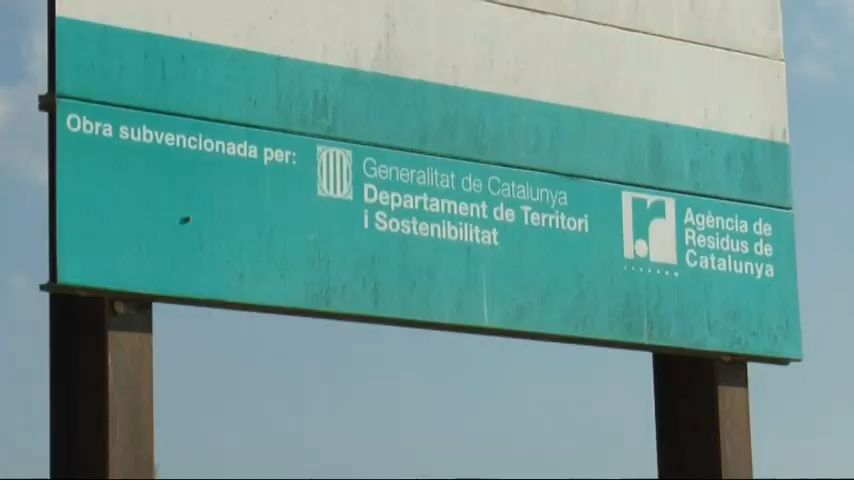 Obra subvencionada per:
Generalitat de Catalunya
Departament de Territori
i Sostenibilitat
Agència de
Residus de
Catalunya